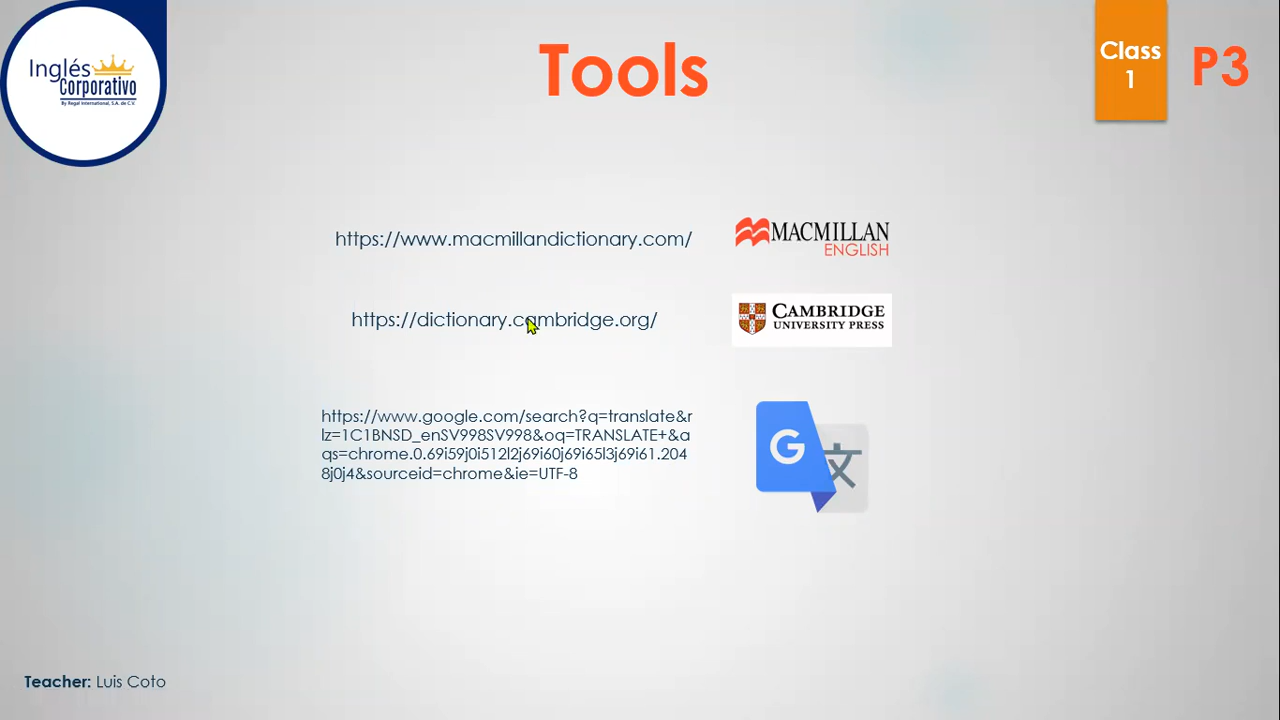 Inglés
Corporativo
By Regal International, S.A. de C.V.
Tools
Class
1
P3
https://www.macmillandictionary.com/
MACMILLAN
ENGLISH
https://dictionary.cambridge.org/
CAMBRIDGE
UNIVERSITY PRESS
https://www.google.com/search?q=translate&r
lz=1C1BNSD_enSV998SV998&oq=TRANSLATE+&a
qs=chrome.0.69i59j0i512l2j69i60j69i65l3j69i61.204
8j0j4&sourceid=chrome&ie=UTF-8
G
文
Teacher: Luis Coto